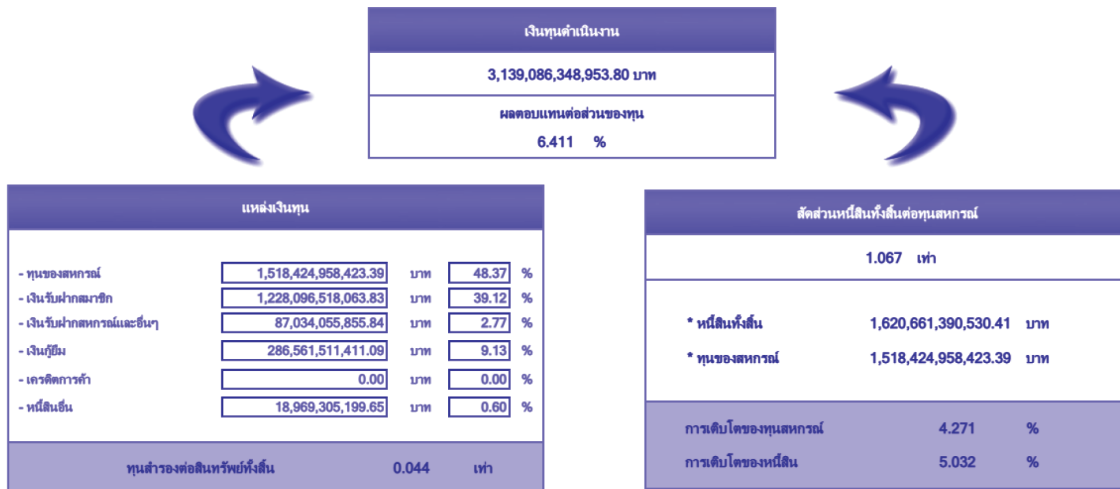 เงินทุนดำเนินงาน
3,139,086,348,953.80 บาท
ผลตอบแทนต่อส่วนของทุน
6.411 %
แหล่งเงินทุน
- ทุนของสหกรณ์ 1,518,424,958,423.39 บาท 48.37 %
- เงินรับฝากสมาชิก 1,228,096,518,063.83 บาท 39.12 %
- เงินรับฝากสหกรณ์และอื่นๆ 87,034,055,855.84 บาท 2.77 %
- เงินกู้ยืม 286,561,511,411.09 บาท 9.13 %
- เครดิตการค้า 0.00 บาท 0.00 %
- หนี้สินอื่น 18,969,305,199.65 บาท 0.60 %
ทุนสำรองต่อสินทรัพย์ทั้งสิ้น 0.044 เท่า
สัดส่วนหนี้สินทั้งสิ้นต่อทุนสหกรณ์
1.067 เท่า
* หนี้สินทั้งสิ้น 1,620,661,390,530.41 บาท
* ทุนของสหกรณ์ 1,518,424,958,423.39 บาท
การเติบโตของทุนสหกรณ์ 4.271 %
การเติบโตของหนี้สิน 5.032 %